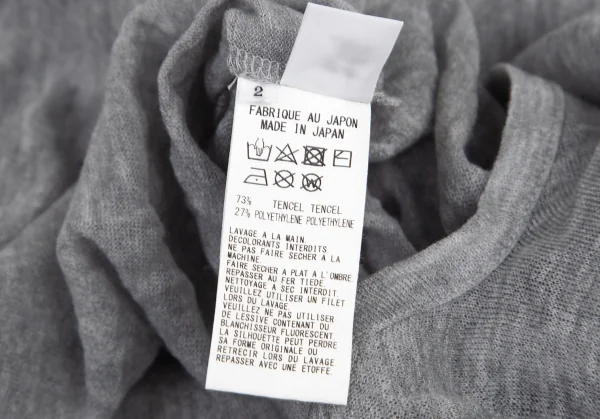 2
FABRIQUE AU JAPON
MADE IN JAPAN
W
73% TENCEL TENCEL
27% POLYETHYLENE POLYETHYLENE
LAVAGE A LA MAIN.
DECOLORANTS INTERDITS
NE PAS FAIRE SECHER A LA
MACHINE
FAIRE SECHER A PLAT A L'OMBRE
REPASSER AU FER TIEDE
NETTOYAGE A SEC INTERDIT
VEUILLEZ UTILISER UN FILET
LORS DU LAVAGE.
VEUILLEZ NE PAS UTILISER
DE LESSIVE CONTENANT DU
BLANCHISSEUR FLUORESCENT.
LA SILHOUETTE PEUT PERDRE
SA FORME ORIGINALE OU
RETRECIR LORS DU LAVAGE
REPASSER AVEC UNE ETOFFE.